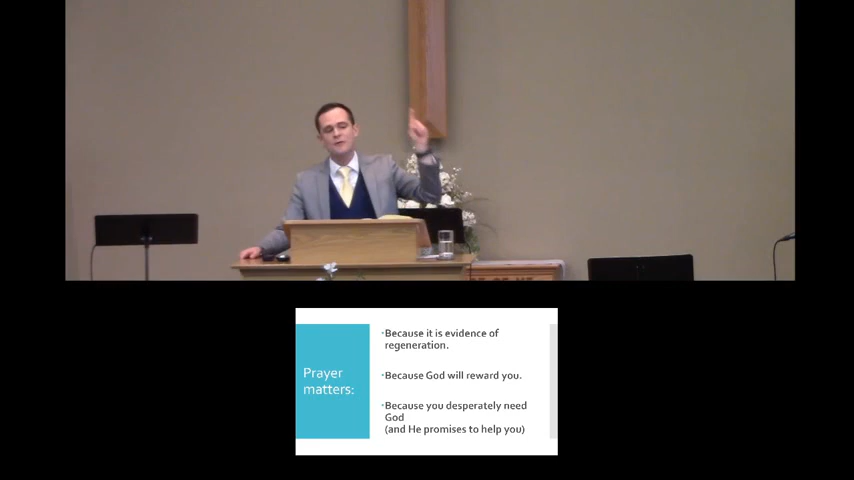 Prayer
matters:
·Because it is evidence of
regeneration.
·Because God will reward you.
·Because you desperately need
God
(and He promises to help you)